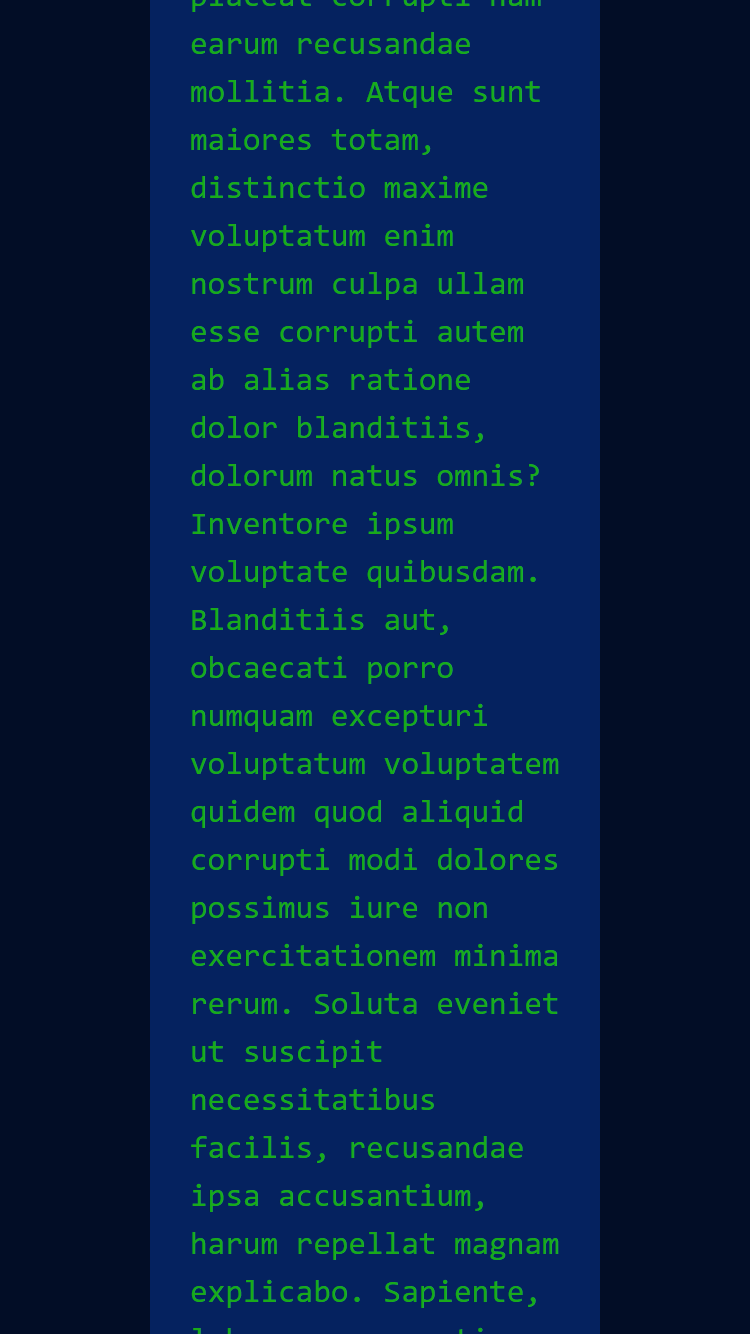 placeat corrupti nam
earum recusandae
mollitia. Atque sunt
maiores totam,
distinctio maxime
voluptatum enim
nostrum culpa ullam
esse corrupti autem
ab alias ratione
dolor blanditiis,
dolorum natus omnis?
Inventore ipsum
voluptate quibusdam.
Blanditiis aut,
obcaecati porro
numquam excepturi
voluptatum voluptatem
quidem quod aliquid
corrupti modi dolores
possimus iure non
exercitationem minima
rerum. Soluta eveniet
ut suscipit
necessitatibus
facilis, recusandae
ipsa accusantium,
harum repellat magnam
explicabo. Sapiente,